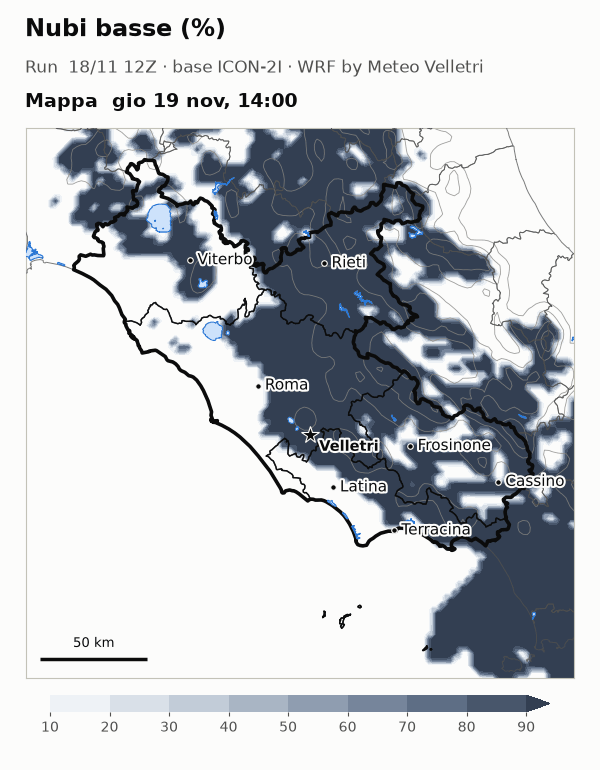 Nubi basse (%)
Run 18/11 12Z · base ICON-2I · WRF by Meteo Velletri
Mappa gio 19 nov, 14:00
Viterbo
Rieti
Roma
Velletri
Frosinone
Cassino
Latina
Terracina
50 km
10 20 30 40 50 60 70 80 90